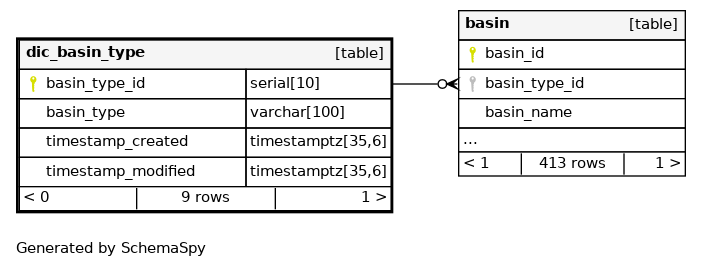 dic_basin_type [table]
basin_type_id serial[10]
basin_type varchar[100]
timestamp_created timestamptz[35,6]
timestamp_modified timestamptz[35,6]
< 0 9 rows 1 >
basin [table]
basin_id
basin_type_id
basin_name
...
< 1 413 rows 1 >
Generated by SchemaSpy